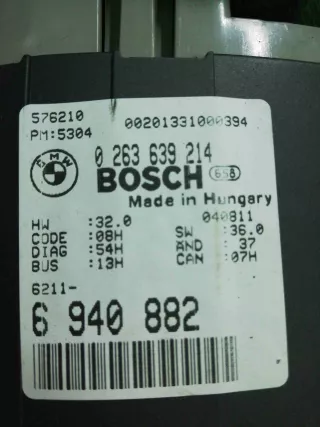 576210 00201331000394
PM:5304
BMW 0 263 639 214
BOSCH
Made in Hungary
040811
HW :32.0 SW :36.0
CODE :08H ÄND : 37
DIAG :54H CAN :07H
BUS :13H
6211-
6 940 882